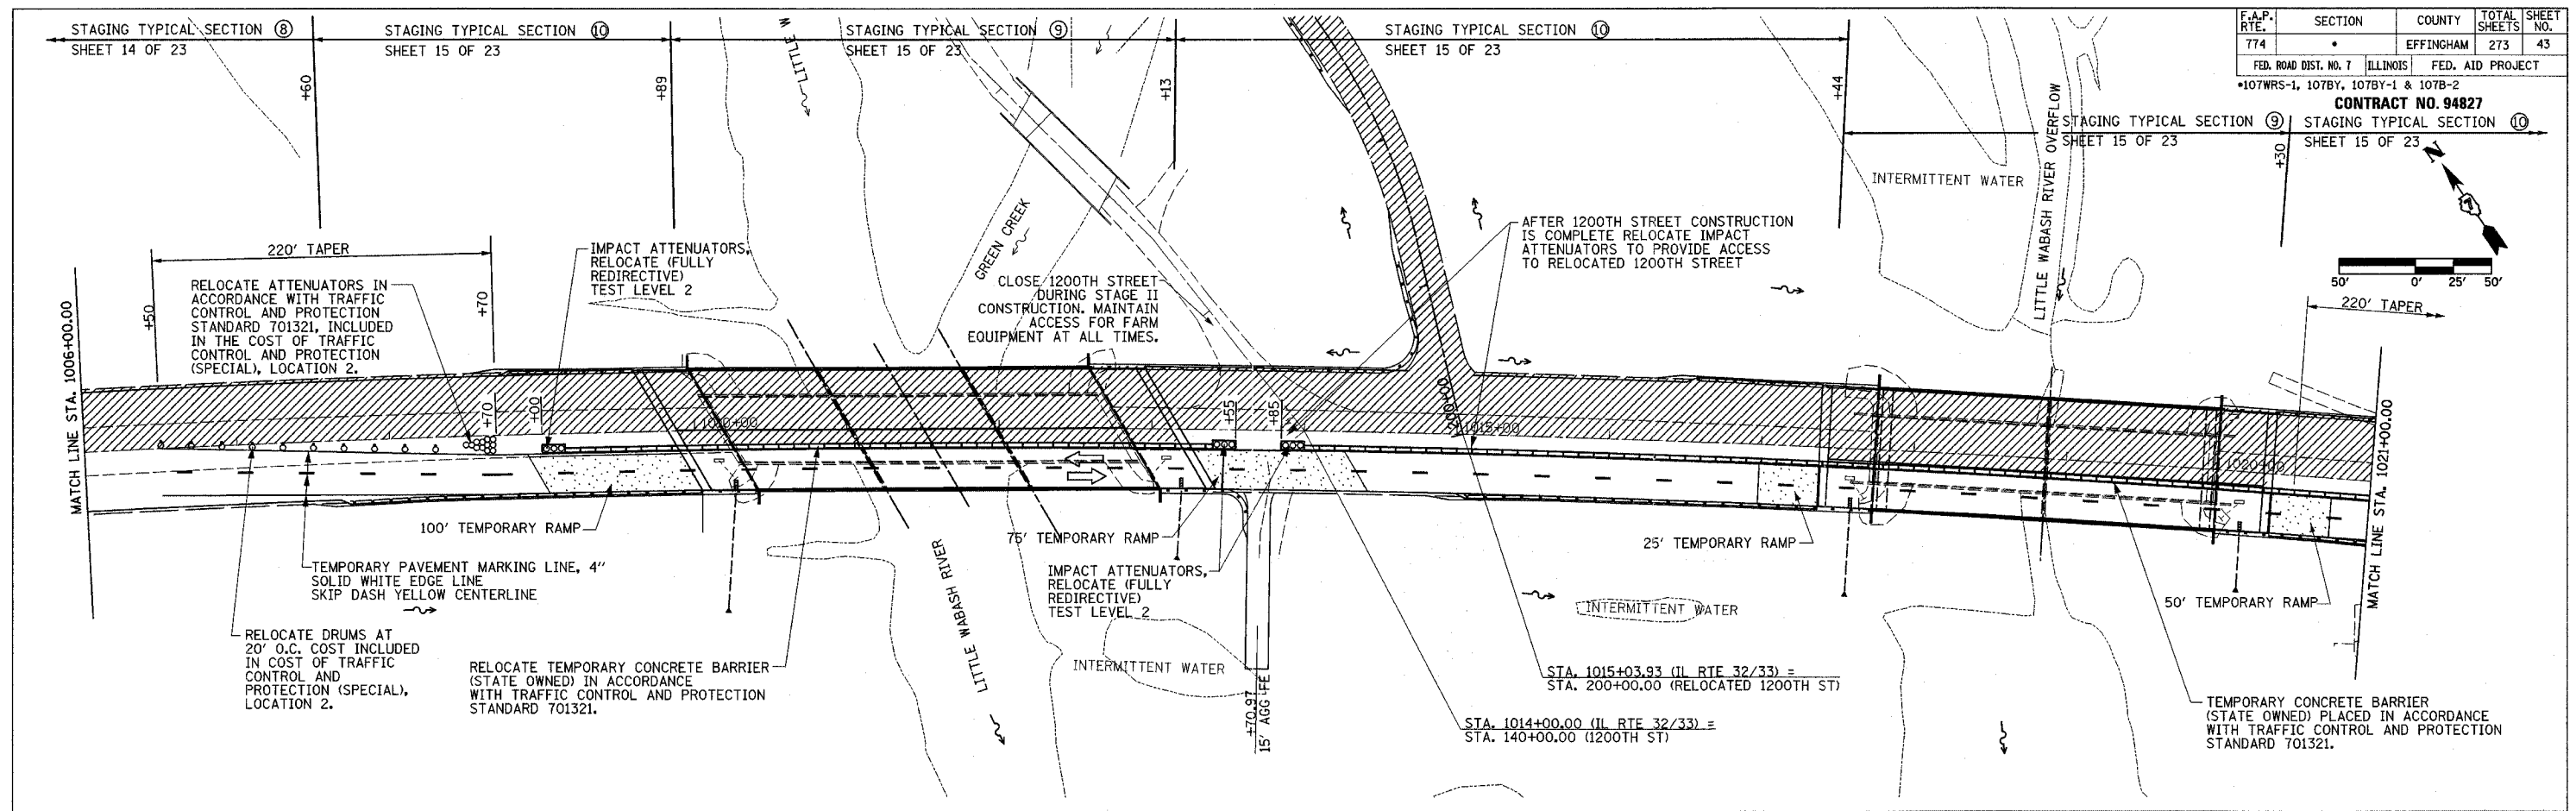 STAGING TYPICAL SECTION 8
SHEET 14 OF 23
STAGING TYPICAL SECTION 10
SHEET 15 OF 23
STAGING TYPICAL SECTION 9
SHEET 15 OF 23
STAGING TYPICAL SECTION 10
SHEET 15 OF 23
F.A.P. RTE.
SECTION
COUNTY
TOTAL SHEETS
SHEET NO.
774
•
EFFINGHAM
273
43
FED. ROAD DIST. NO. 7
ILLINOIS
FED. AID PROJECT
•107WRS-1, 107BY, 107BY-1 & 107B-2
CONTRACT NO. 94827
STAGING TYPICAL SECTION 9
SHEET 15 OF 23
STAGING TYPICAL SECTION 10
SHEET 15 OF 23
+60
+89
+13
+44
+30
N
50'
0'
25'
50'
220' TAPER
LITTLE W
GREEN CREEK
INTERMITTENT WATER
LITTLE WABASH RIVER OVERFLOW
220' TAPER
+50
+70
MATCH LINE STA. 1006+00.00
RELOCATE ATTENUATORS IN
ACCORDANCE WITH TRAFFIC
CONTROL AND PROTECTION
STANDARD 701321, INCLUDED
IN THE COST OF TRAFFIC
CONTROL AND PROTECTION
(SPECIAL), LOCATION 2.
IMPACT ATTENUATORS,
RELOCATE (FULLY
REDIRECTIVE)
TEST LEVEL 2
CLOSE 1200TH STREET
DURING STAGE II
CONSTRUCTION. MAINTAIN
ACCESS FOR FARM
EQUIPMENT AT ALL TIMES.
AFTER 1200TH STREET CONSTRUCTION
IS COMPLETE RELOCATE IMPACT
ATTENUATORS TO PROVIDE ACCESS
TO RELOCATED 1200TH STREET
+70
+00
1010+00
+55
+85
200+00
1015+00
1020+00
MATCH LINE STA. 1021+00.00
100' TEMPORARY RAMP
75' TEMPORARY RAMP
25' TEMPORARY RAMP
50' TEMPORARY RAMP
TEMPORARY PAVEMENT MARKING LINE, 4"
SOLID WHITE EDGE LINE
SKIP DASH YELLOW CENTERLINE
RELOCATE DRUMS AT
20' O.C. COST INCLUDED
IN COST OF TRAFFIC
CONTROL AND
PROTECTION (SPECIAL),
LOCATION 2.
RELOCATE TEMPORARY CONCRETE BARRIER
(STATE OWNED) IN ACCORDANCE
WITH TRAFFIC CONTROL AND PROTECTION
STANDARD 701321.
LITTLE WABASH RIVER
IMPACT ATTENUATORS,
RELOCATE (FULLY
REDIRECTIVE)
TEST LEVEL 2
INTERMITTENT WATER
+70.97
15' AGG FE
INTERMITTENT WATER
STA. 1015+03.93 (IL RTE 32/33) =
STA. 200+00.00 (RELOCATED 1200TH ST)
STA. 1014+00.00 (IL RTE 32/33) =
STA. 140+00.00 (1200TH ST)
TEMPORARY CONCRETE BARRIER
(STATE OWNED) PLACED IN ACCORDANCE
WITH TRAFFIC CONTROL AND PROTECTION
STANDARD 701321.